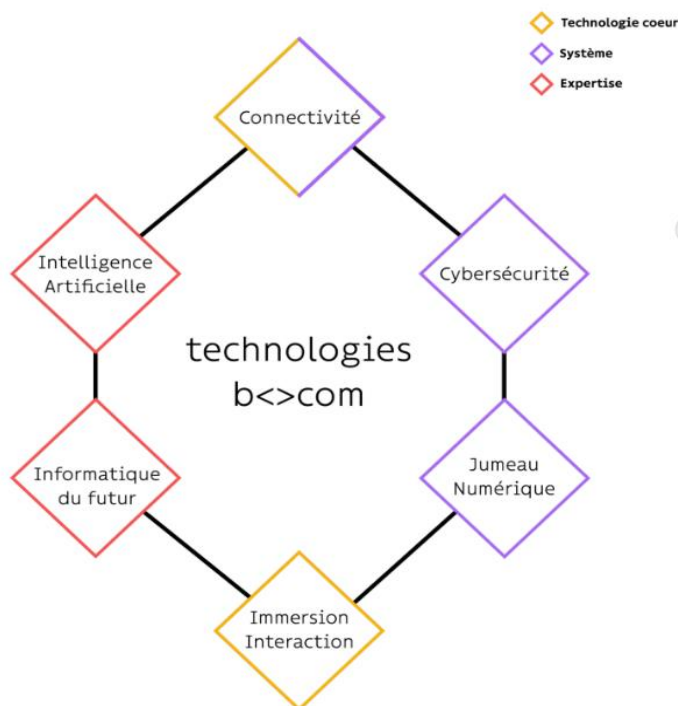 Technologie coeur
Système
Expertise
Connectivité
Intelligence
Artificielle
Cybersécurité
technologies
b<>com
Informatique
du futur
Jumeau
Numérique
Immersion
Interaction